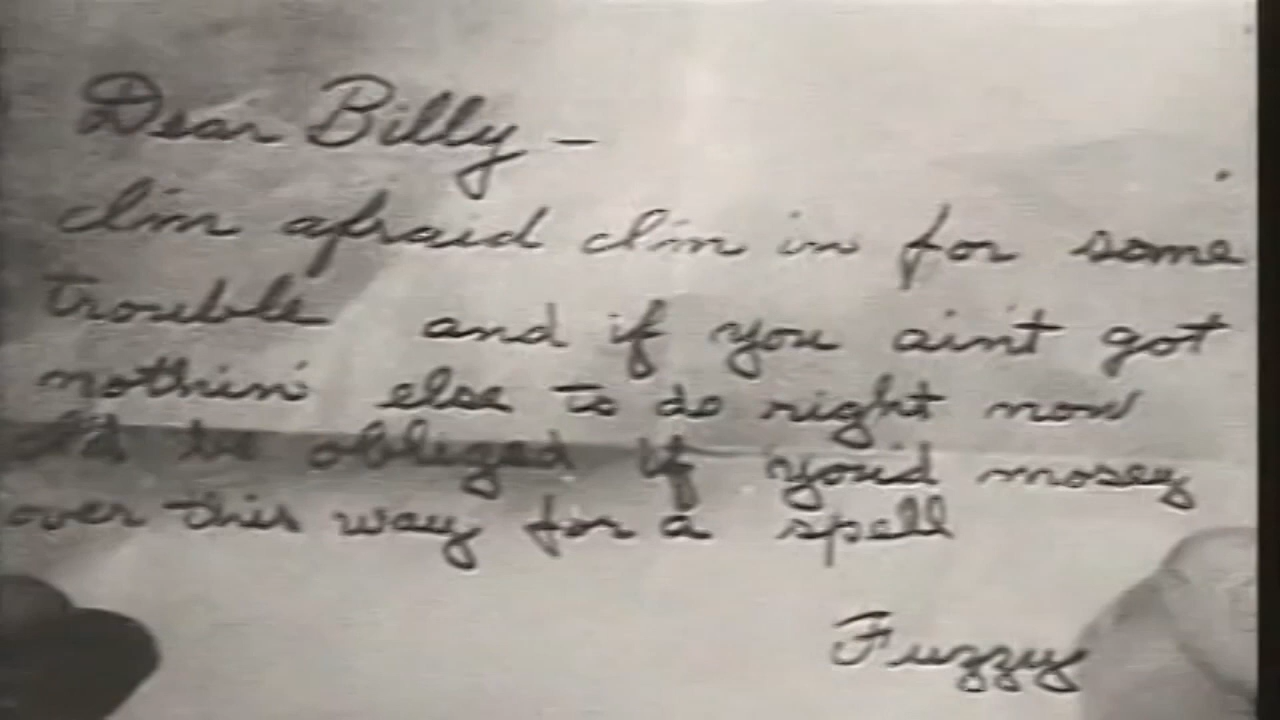 Dear Billy –
I'm afraid I'm in for some
trouble and if you ain't got
nothin' else to do right now
I'd be obliged if you'd mosey
over this way for a spell
Fuzzy